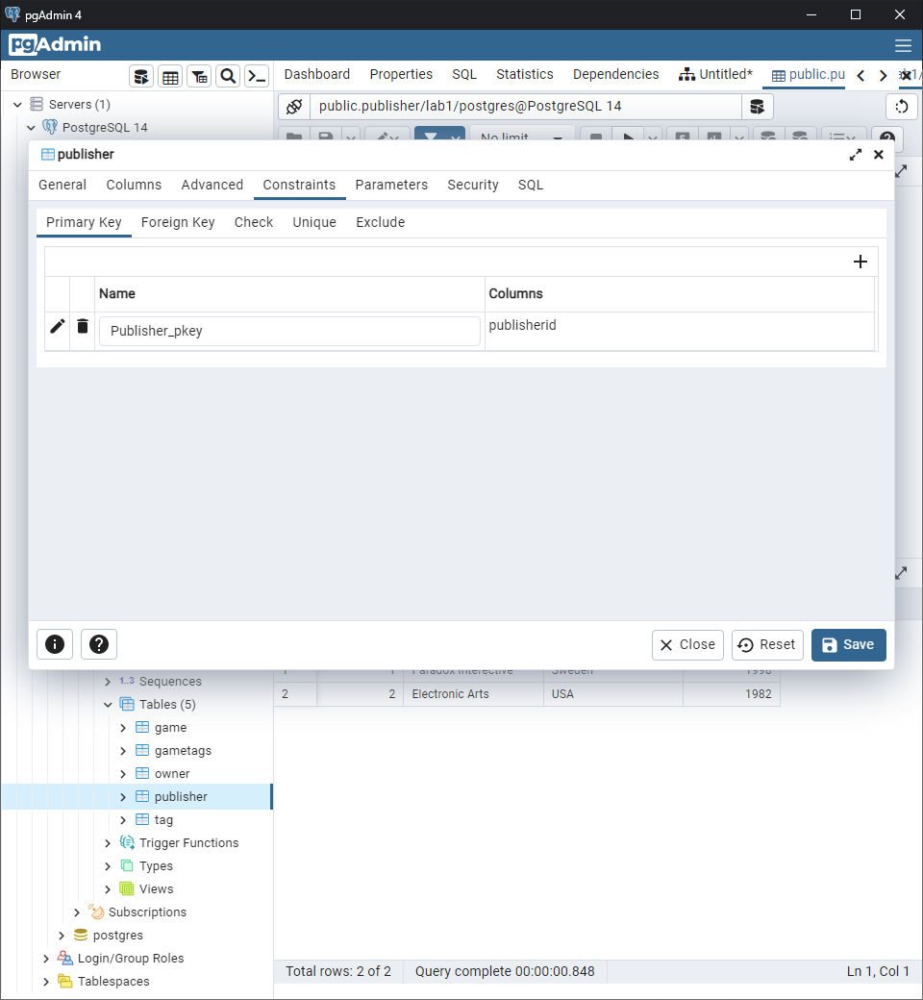 pgAdmin 4
pgAdmin
Browser
Dashboard Properties SQL Statistics Dependencies Untitled* public.pu
Servers (1)
public.publisher/lab1/postgres@PostgreSQL 14
PostgreSQL 14
No limit
publisher
General Columns Advanced Constraints Parameters Security SQL
Primary Key Foreign Key Check Unique Exclude
Name Columns
Publisher_pkey publisherid
Close Reset Save
1 1 Paradox Interective Sweden 1998
1..3 Sequences
2 2 Electronic Arts USA 1982
Tables (5)
game
gametags
owner
publisher
tag
Trigger Functions
Types
Views
Subscriptions
postgres
Login/Group Roles
Total rows: 2 of 2 Query complete 00:00:00.848 Ln 1, Col 1
Tablespaces